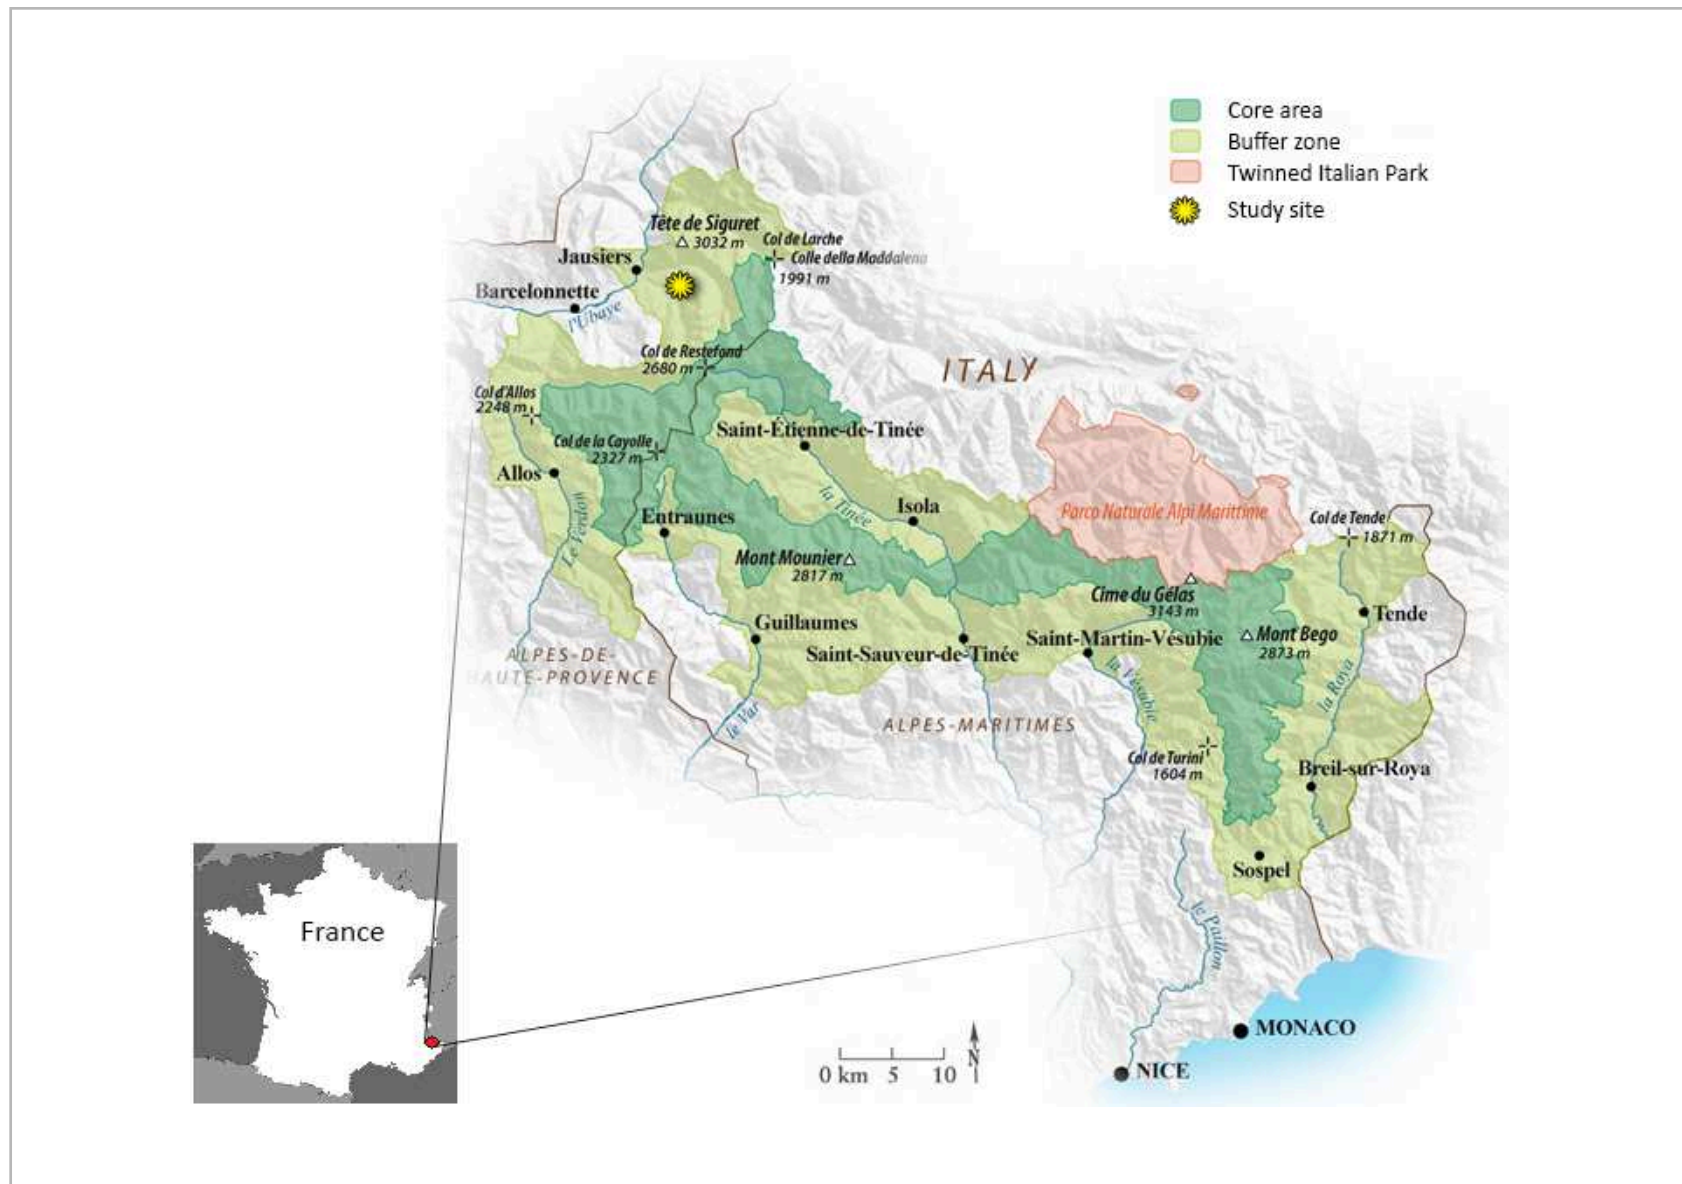 Core area
Buffer zone
Twinned Italian Park
Study site
Tête de Siguret
3032 m
Col de Larche
Colle della Maddalena
1991 m
Jausiers
Barcelonnette
l'Ubaye
Col de Restefond
2680 m
ITALY
Col d'Allos
2248 m
Saint-Étienne-de-Tinée
Col de la Cayolle
2327 m
Allos
la Tinée
Isola
Parco Naturale Alpi Marittime
Col de Tende
1871 m
Entraunes
Le Verdon
Mont Mounier
2817 m
Cime du Gélas
3143 m
Tende
Guillaumes
Saint-Martin-Vésubie
Mont Bego
2873 m
Saint-Sauveur-de-Tinée
ALPES-DE-
HAUTE-PROVENCE
la Vésubie
la Roya
le Var
ALPES-MARITIMES
Col de Turini
1604 m
Breil-sur-Roya
Sospel
France
le Paillon
MONACO
NICE
0 km 5 10
N